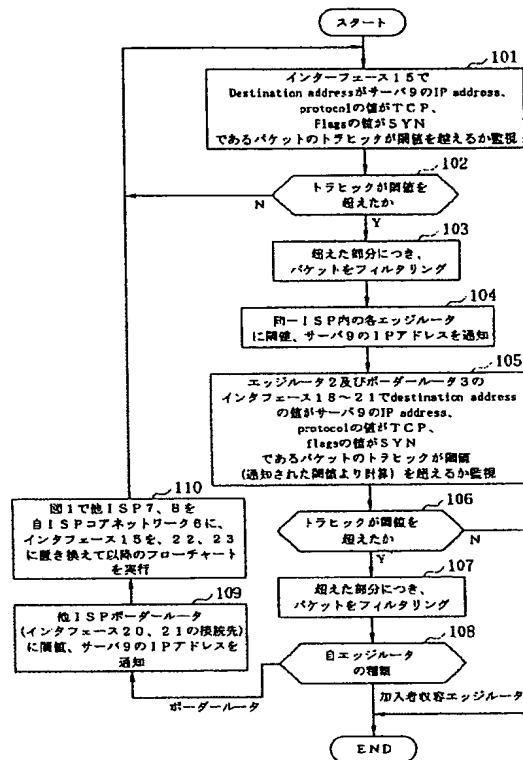 スタート
101
インターフェース15で
Destination addressがサーバ9のIP address、
protocolの値がTCP、
Flagsの値がSYN
であるパケットのトラヒックが閾値を越えるか監視
102
トラヒックが閾値を
超えたか
N
Y
103
超えた部分につき、
パケットをフィルタリング
104
同一ISP内の各エッジルータ
に閾値、サーバ9のIPアドレスを通知
105
エッジルータ2及びボーダールータ3の
インタフェース18~21でdestination address
の値がサーバ9のIP address、
protocolの値がTCP、
flagsの値がSYN
であるパケットのトラヒックが閾値
(通知された閾値より計算)を超えるか監視
106
トラヒックが閾値を
超えたか
N
Y
107
超えた部分につき、
パケットをフィルタリング
108
自エッジルータ
の種類
ボーダールータ
加入者収容エッジルータ
109
他ISPボーダールータ
(インタフェース20、21の接続先)
に閾値、サーバ9のIPアドレスを
通知
110
図1で他ISP7、8を
自ISPコアネットワーク6に、
インタフェース15を、22、23
に置き換えて以降のフローチャート
を実行
END